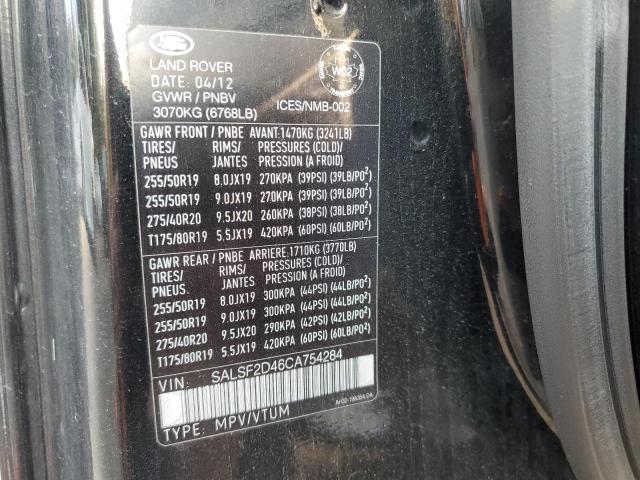 LAND ROVER
DATE: 04/12
GVWR / PNBV
3070KG (6768LB)
W02
ICES/NMB-002
GAWR FRONT / PNBE AVANT:1470KG (3241LB)
TIRES/ RIMS/ PRESSURES (COLD)/
PNEUS JANTES PRESSION (A FROID)
255/50R19 8.0JX19 270KPA (39PSI) (39LB/PO²)
255/50R19 9.0JX19 270KPA (39PSI) (39LB/PO²)
275/40R20 9.5JX20 260KPA (38PSI) (38LB/PO²)
T175/80R19 5.5JX19 420KPA (60PSI) (60LB/PO²)
GAWR REAR / PNBE ARRIERE:1710KG (3770LB)
TIRES/ RIMS/ PRESSURES (COLD)/
PNEUS JANTES PRESSION (A FROID)
255/50R19 8.0JX19 300KPA (44PSI) (44LB/PO²)
255/50R19 9.0JX19 300KPA (44PSI) (44LB/PO²)
275/40R20 9.5JX20 290KPA (42PSI) (42LB/PO²)
T175/80R19 5.5JX19 420KPA (60PSI) (60LB/PO²)
VIN: SALSF2D46CA754284
TYPE: MPV/VTUM